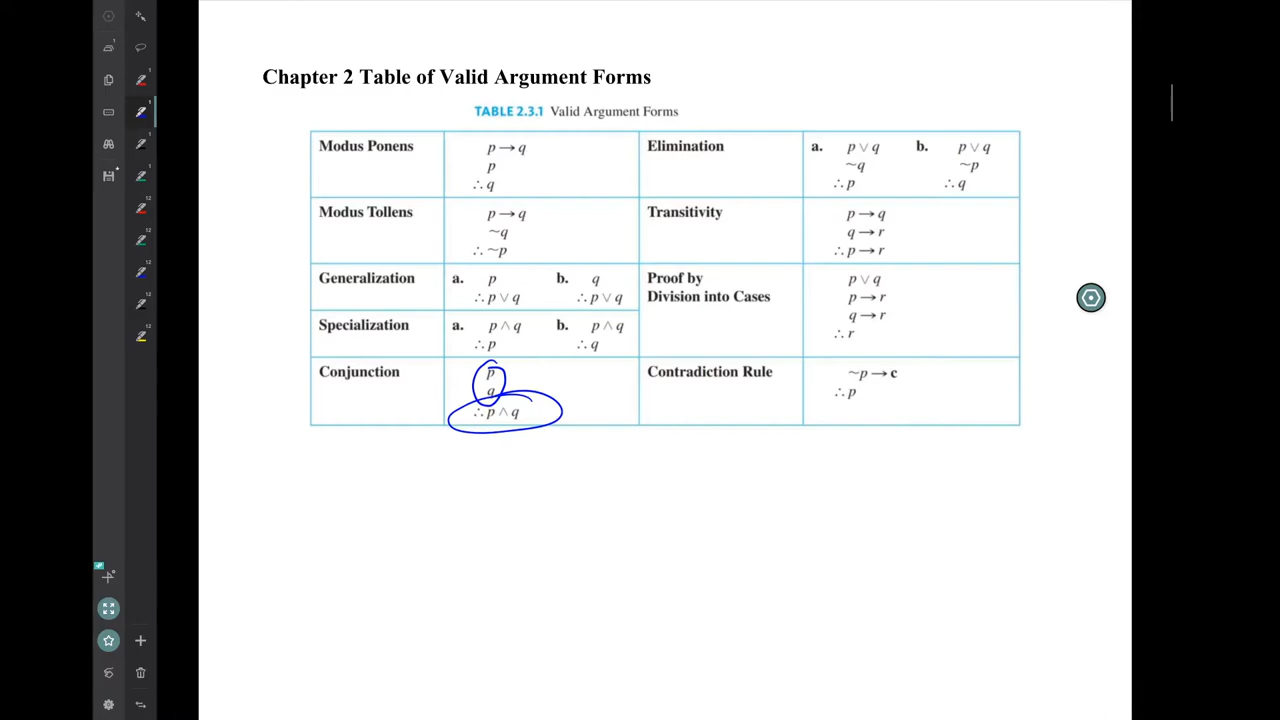 Chapter 2 Table of Valid Argument Forms
TABLE 2.3.1 Valid Argument Forms
Modus Ponens
p → q
p
∴ q
Elimination
a. p ∨ q
~q
∴ p
b. p ∨ q
~p
∴ q
Modus Tollens
p → q
~q
∴ ~p
Transitivity
p → q
q → r
∴ p → r
Generalization
a. p
∴ p ∨ q
b. q
∴ p ∨ q
Specialization
a. p ∧ q
∴ p
b. p ∧ q
∴ q
Proof by
Division into Cases
p ∨ q
p → r
q → r
∴ r
Conjunction
p
q
∴ p ∧ q
Contradiction Rule
~p → c
∴ p